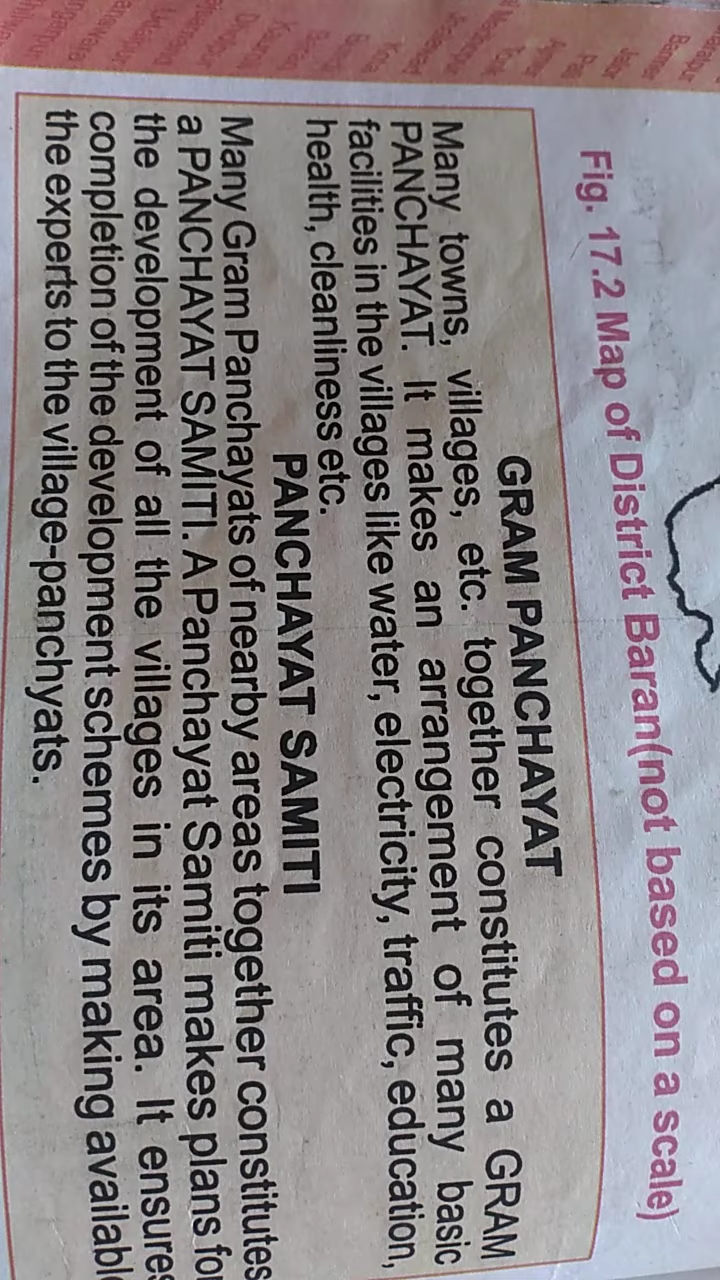 Fig. 17.2 Map of District Baran(not based on a scale)
GRAM PANCHAYAT
Many towns, villages, etc. together constitutes a GRAM
PANCHAYAT. It makes an arrangement of many basic
facilities in the villages like water, electricity, traffic, education,
health, cleanliness etc.
PANCHAYAT SAMITI
Many Gram Panchayats of nearby areas together constitutes
a PANCHAYAT SAMITI. A Panchayat Samiti makes plans for
the development of all the villages in its area. It ensures
completion of the development schemes by making available
the experts to the village-panchyats.